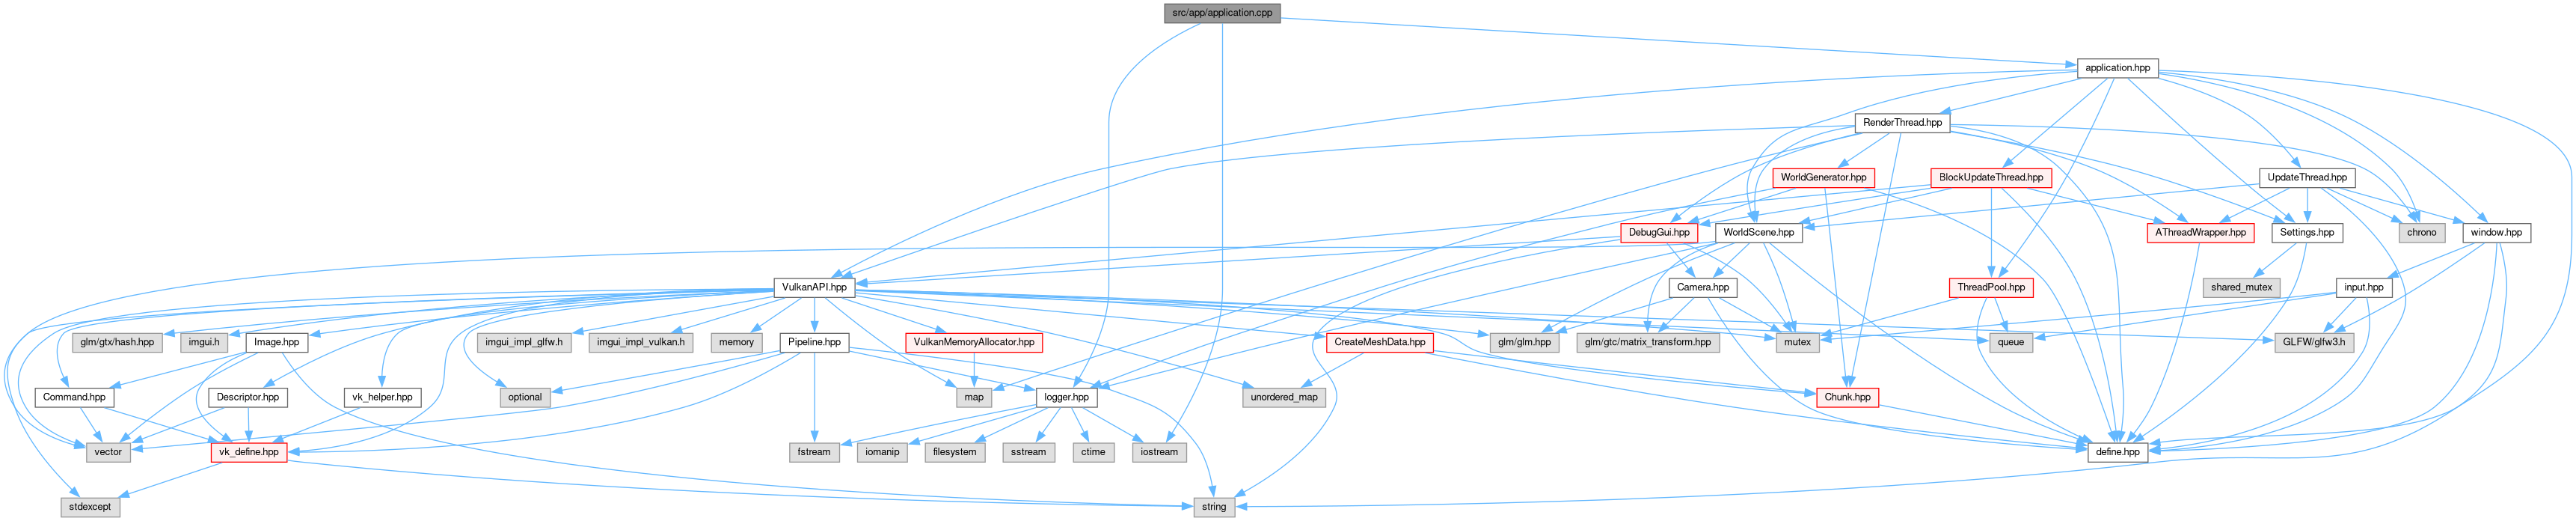 src/app/application.cpp
application.hpp
RenderThread.hpp
WorldGenerator.hpp
BlockUpdateThread.hpp
UpdateThread.hpp
DebugGui.hpp
WorldScene.hpp
AThreadWrapper.hpp
Settings.hpp
chrono
window.hpp
VulkanAPI.hpp
Camera.hpp
ThreadPool.hpp
shared_mutex
input.hpp
glm/gtx/hash.hpp
imgui.h
Image.hpp
imgui_impl_glfw.h
imgui_impl_vulkan.h
memory
Pipeline.hpp
VulkanMemoryAllocator.hpp
glm/glm.hpp
CreateMeshData.hpp
glm/gtc/matrix_transform.hpp
mutex
queue
GLFW/glfw3.h
Command.hpp
Descriptor.hpp
vk_helper.hpp
optional
map
logger.hpp
unordered_map
Chunk.hpp
vector
vk_define.hpp
fstream
iomanip
filesystem
sstream
ctime
iostream
define.hpp
stdexcept
string